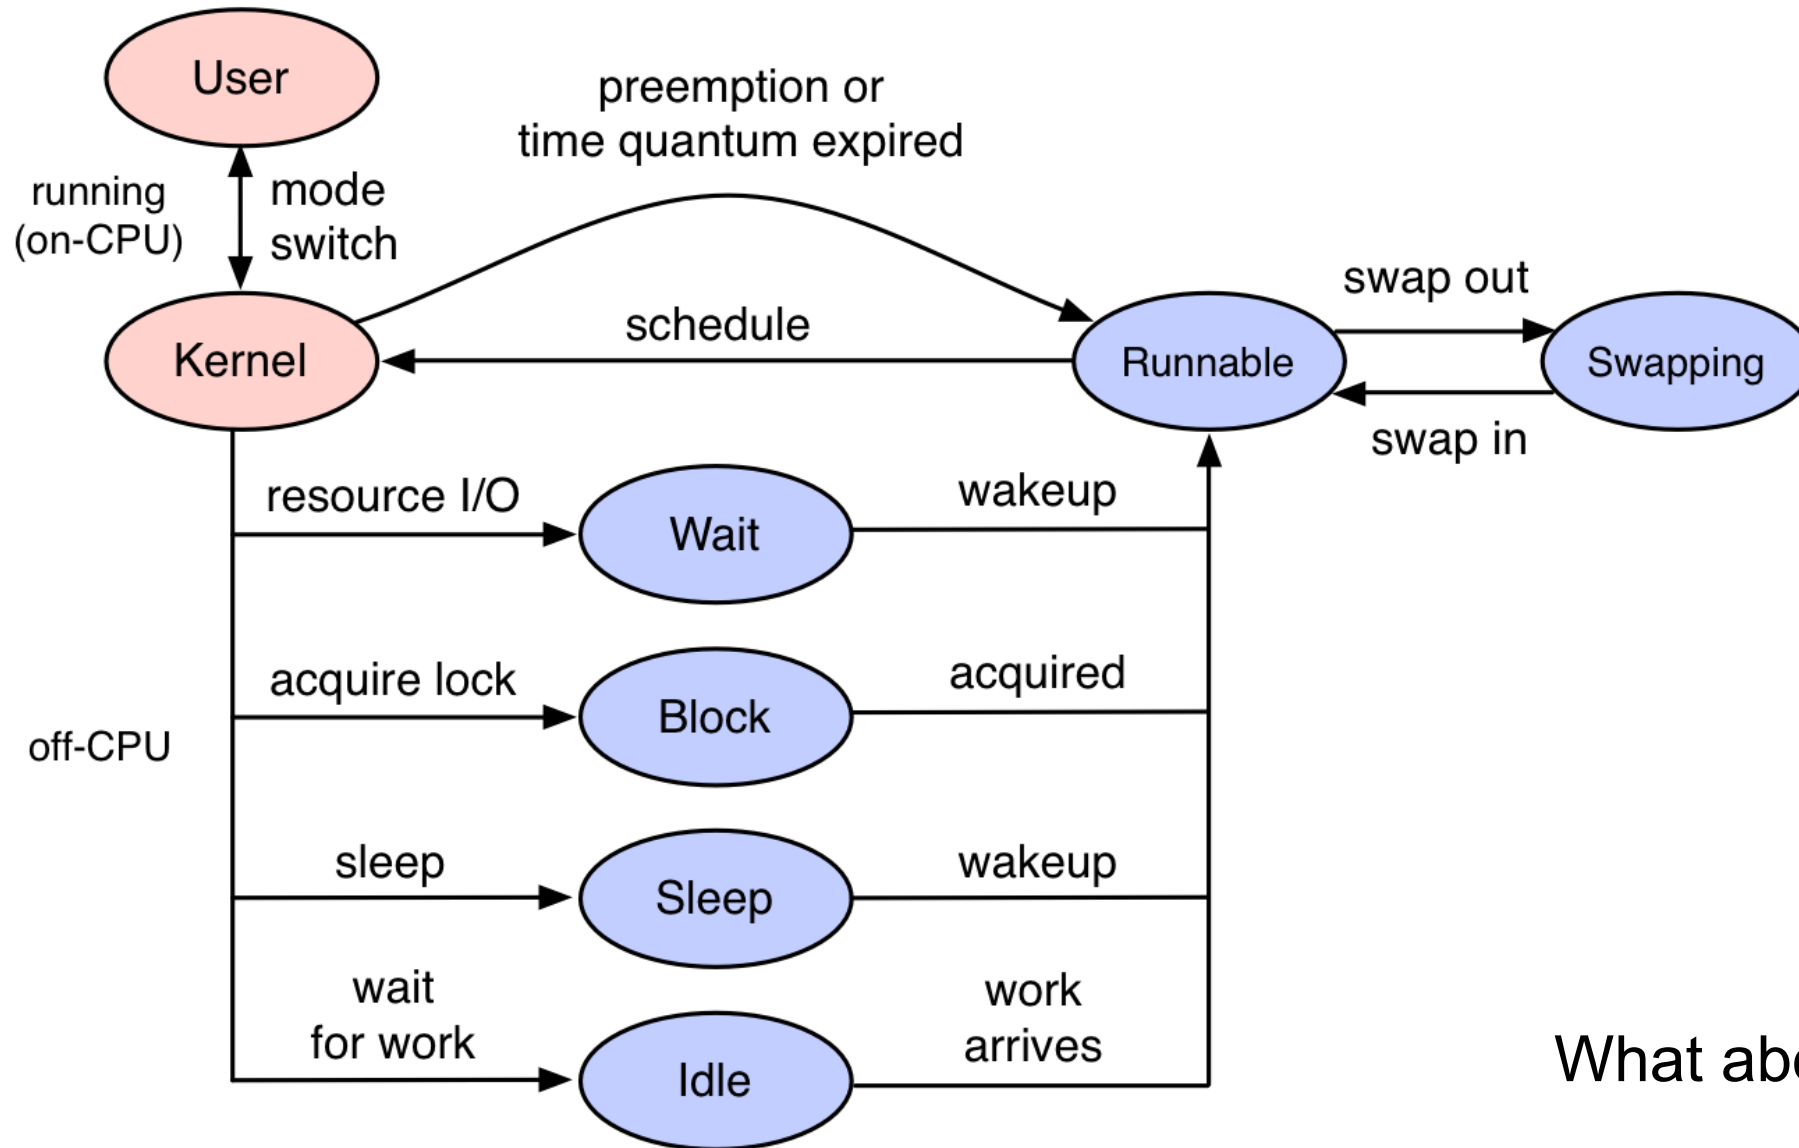 User
preemption or
time quantum expired
running
(on-CPU)
mode
switch
swap out
schedule
Kernel
Runnable
Swapping
swap in
resource I/O
Wait
wakeup
acquire lock
Block
acquired
off-CPU
sleep
Sleep
wakeup
wait
for work
Idle
work
arrives
What